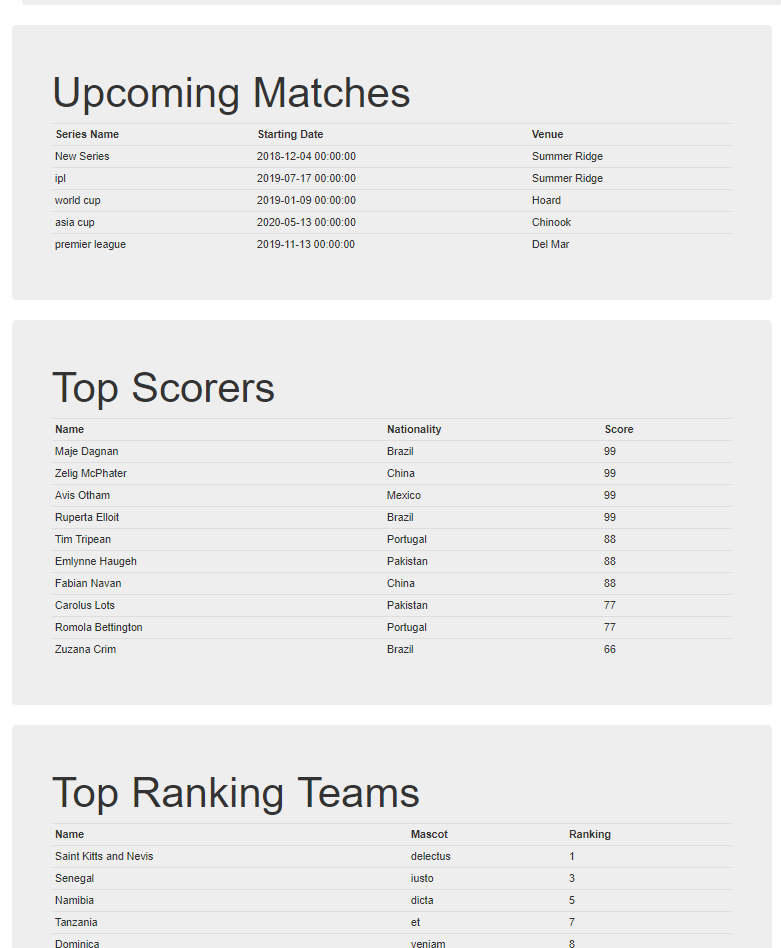 Upcoming Matches
Series Name Starting Date Venue
New Series 2018-12-04 00:00:00 Summer Ridge
ipl 2019-07-17 00:00:00 Summer Ridge
world cup 2019-01-09 00:00:00 Hoard
asia cup 2020-05-13 00:00:00 Chinook
premier league 2019-11-13 00:00:00 Del Mar
Top Scorers
Name Nationality Score
Maje Dagnan Brazil 99
Zelig McPhater China 99
Avis Otham Mexico 99
Ruperta Elloit Brazil 99
Tim Tripean Portugal 88
Emlynne Haugeh Pakistan 88
Fabian Navan China 88
Carolus Lots Pakistan 77
Romola Bettington Portugal 77
Zuzana Crim Brazil 66
Top Ranking Teams
Name Mascot Ranking
Saint Kitts and Nevis delectus 1
Senegal iusto 3
Namibia dicta 5
Tanzania et 7
Dominica veniam 8